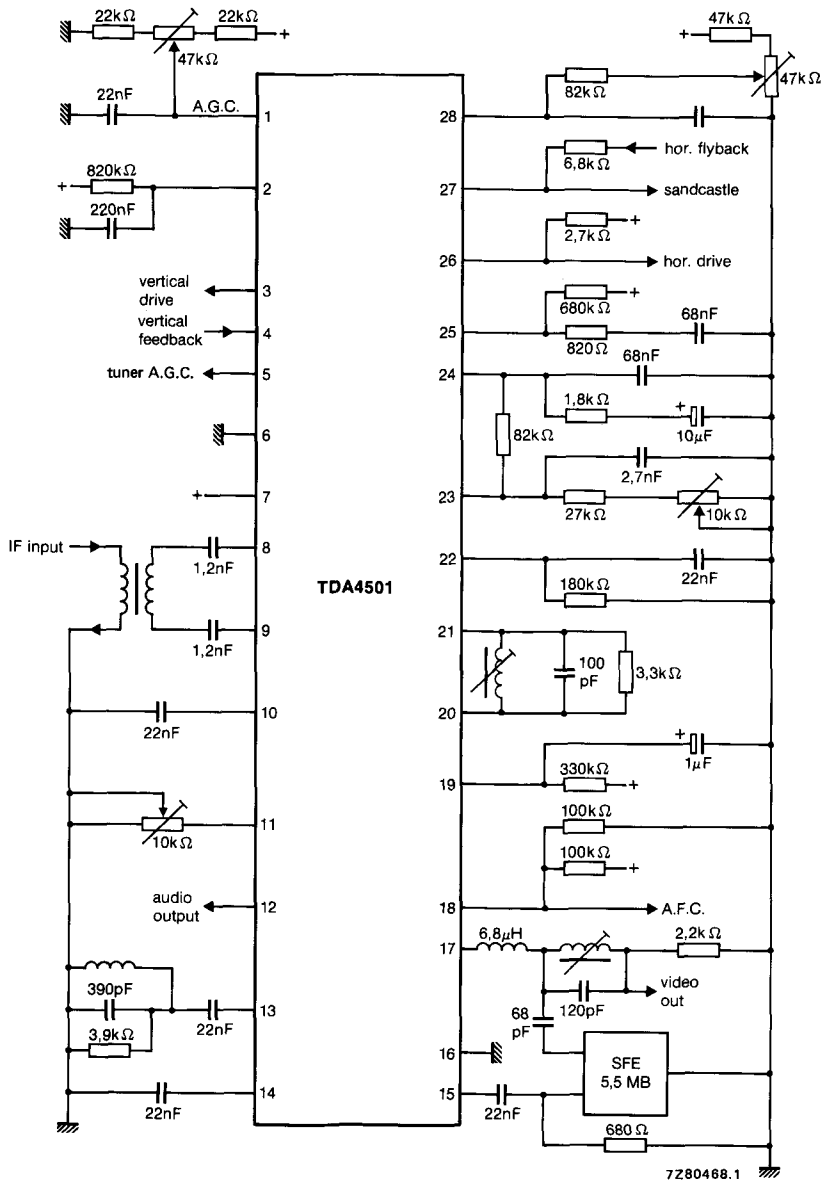 22kΩ
22kΩ
+
47kΩ
22nF
A.G.C.
1
820kΩ
+
2
220nF
vertical
drive
3
vertical
feedback
4
tuner A.G.C.
5
6
+
7
IF input
8
1,2nF
9
1,2nF
10
22nF
11
10kΩ
audio
output
12
390pF
13
22nF
3,9kΩ
14
22nF
TDA4501
47kΩ
+
82kΩ
47kΩ
28
hor. flyback
6,8kΩ
27
sandcastle
2,7kΩ
+
26
hor. drive
680kΩ
+
25
820Ω
68nF
24
68nF
1,8kΩ
+
10μF
82kΩ
2,7nF
23
27kΩ
10kΩ
22
22nF
180kΩ
21
100
pF
3,3kΩ
20
+
1μF
19
330kΩ
+
100kΩ
100kΩ
+
18
A.F.C.
17
6,8μH
2,2kΩ
120pF
video
out
68
pF
16
SFE
5,5 MB
15
22nF
680Ω
7Z80468.1